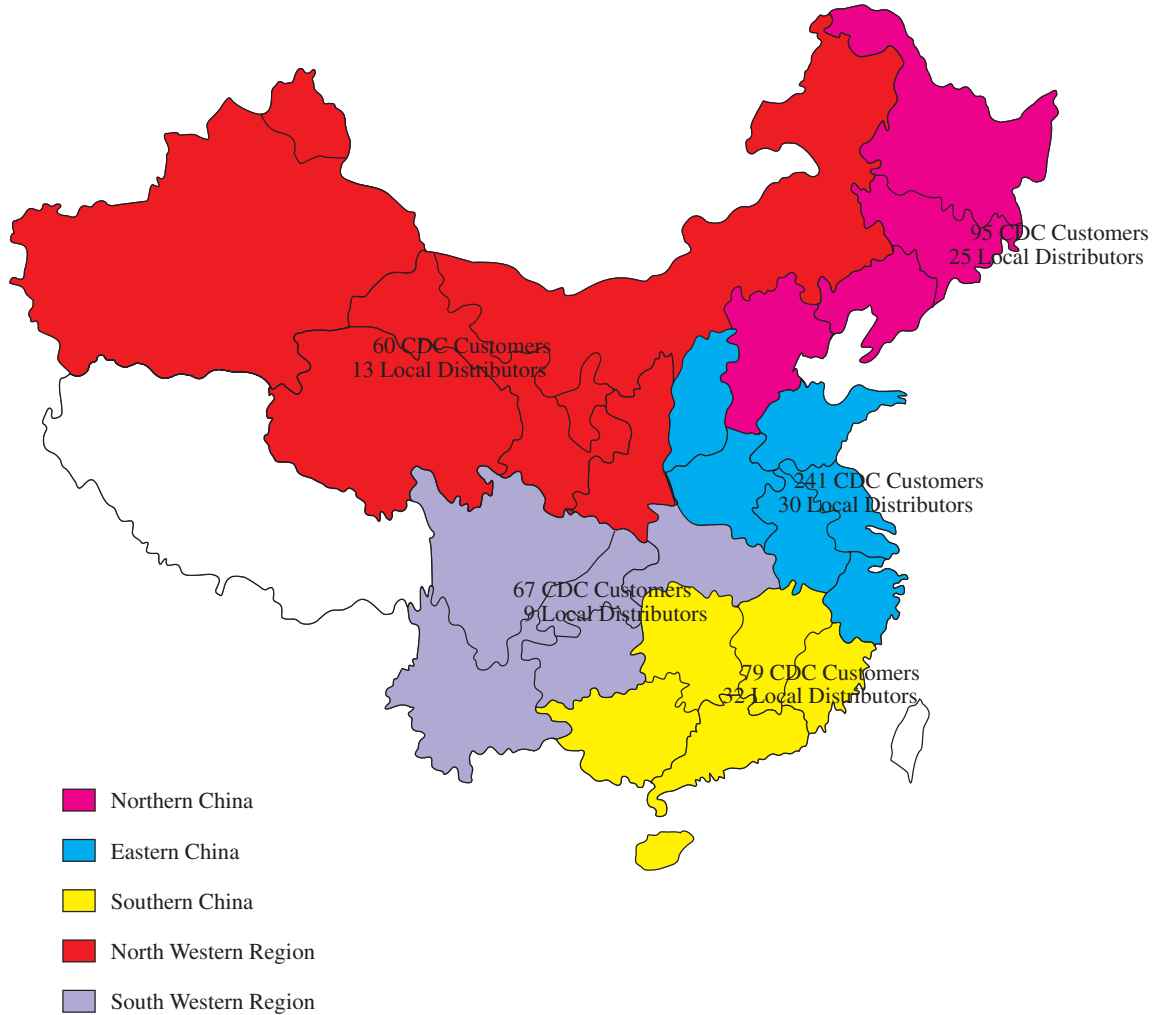 95 CDC Customers
25 Local Distributors
60 CDC Customers
13 Local Distributors
241 CDC Customers
30 Local Distributors
67 CDC Customers
9 Local Distributors
79 CDC Customers
32 Local Distributors
Northern China
Eastern China
Southern China
North Western Region
South Western Region